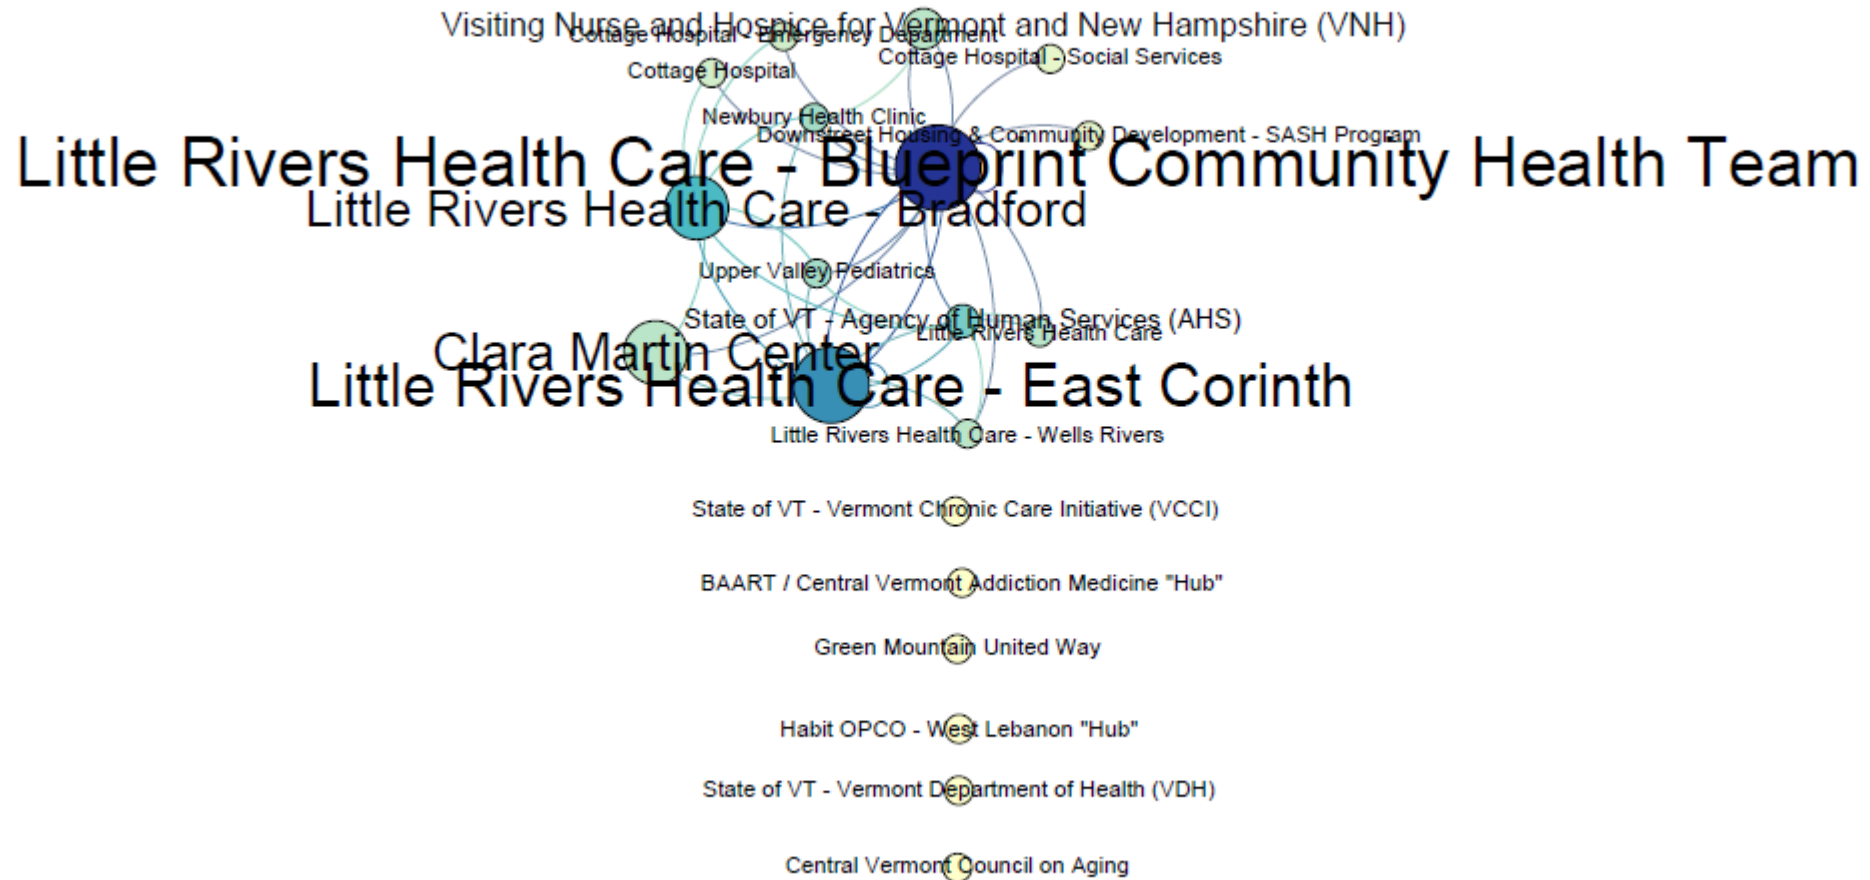 Visiting Nurse and Hospice for Vermont and New Hampshire (VNH)
Cottage Hospital - Emergency Department
Cottage Hospital - Social Services
Cottage Hospital
Newbury Health Clinic
Downstreet Housing & Community Development - SASH Program
Little Rivers Health Care - Blueprint Community Health Team
Little Rivers Health Care - Bradford
Upper Valley Pediatrics
State of VT - Agency of Human Services (AHS)
Little Rivers Health Care
Clara Martin Center
Little Rivers Health Care - East Corinth
Little Rivers Health Care - Wells Rivers
State of VT - Vermont Chronic Care Initiative (VCCI)
BAART / Central Vermont Addiction Medicine "Hub"
Green Mountain United Way
Habit OPCO - West Lebanon "Hub"
State of VT - Vermont Department of Health (VDH)
Central Vermont Council on Aging